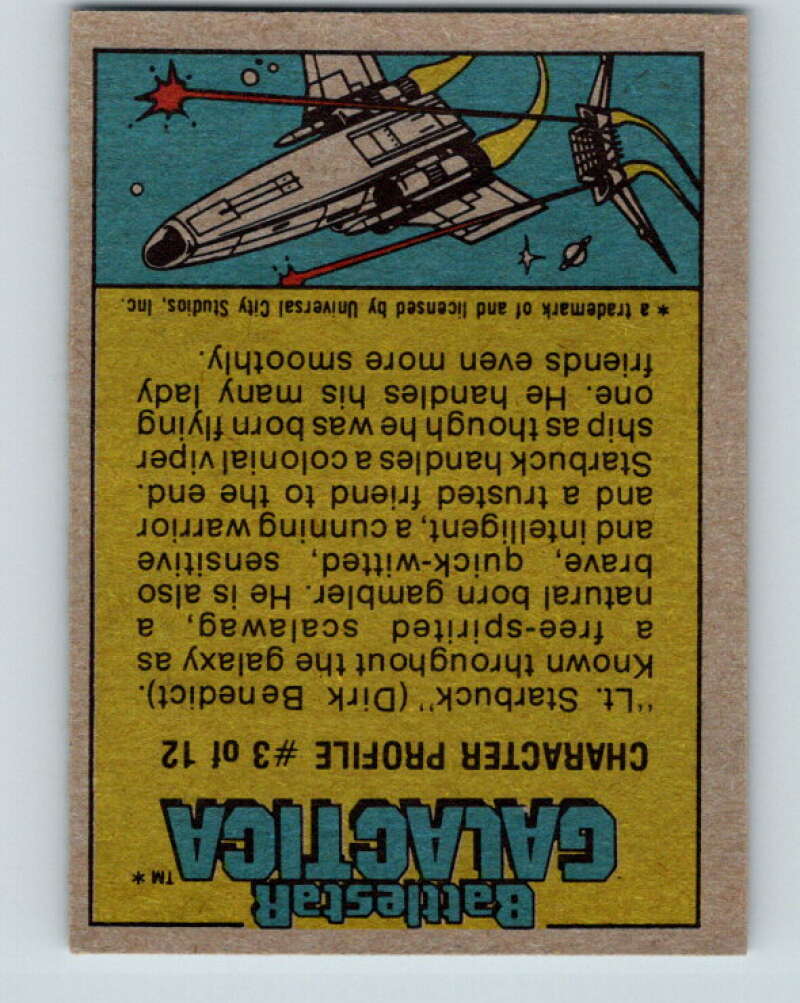 BattlestaR
GALACTICA™*
CHARACTER PROFILE #3 of 12
"Lt. Starbuck" (Dirk Benedict).
Known throughout the galaxy as
a free-spirited scalawag, a
natural born gambler. He is also
brave, quick-witted, sensitive
and intelligent, a cunning warrior
and a trusted friend to the end.
Starbuck handles a colonial viper
ship as though he was born flying
one. He handles his many lady
friends even more smoothly.
* a trademark of and licensed by Universal City Studios, Inc.